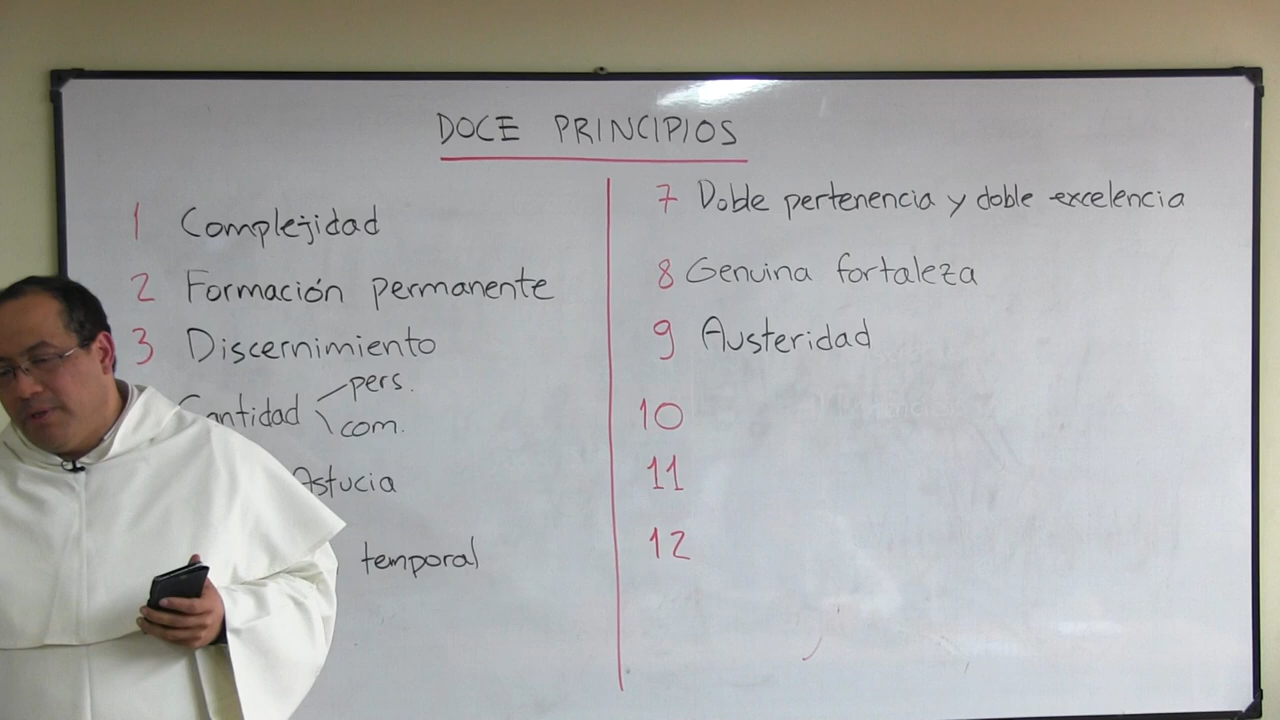 DOCE PRINCIPIOS
1 Complejidad
2 Formación permanente
3 Discernimiento
Cantidad pers.
com.
Astucia
temporal
7 Doble pertenencia y doble excelencia
8 Genuina fortaleza
9 Austeridad
10
11
12